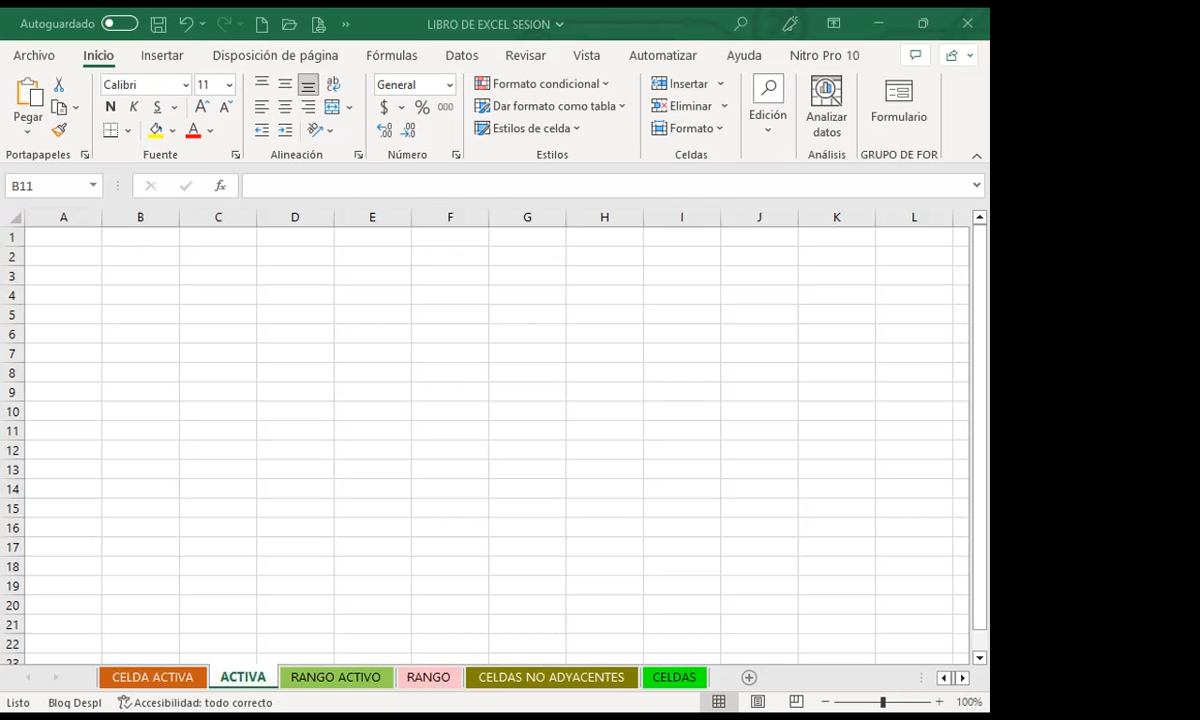 Autoguardado LIBRO DE EXCEL SESION
Archivo Inicio Insertar Disposición de página Fórmulas Datos Revisar Vista Automatizar Ayuda Nitro Pro 10
Calibri 11 General Formato condicional Insertar
Pegar N K S $ % 000 Dar formato como tabla Eliminar Edición Analizar datos Formulario
Estilos de celda Formato
Portapapeles Fuente Alineación Número Estilos Celdas Análisis GRUPO DE FOR
B11 fx
A B C D E F G H I J K L
1
2
3
4
5
6
7
8
9
10
11
12
13
14
15
16
17
18
19
20
21
22
23
CELDA ACTIVA ACTIVA RANGO ACTIVO RANGO CELDAS NO ADYACENTES CELDAS
Listo Bloq Despl Accesibilidad: todo correcto 100%